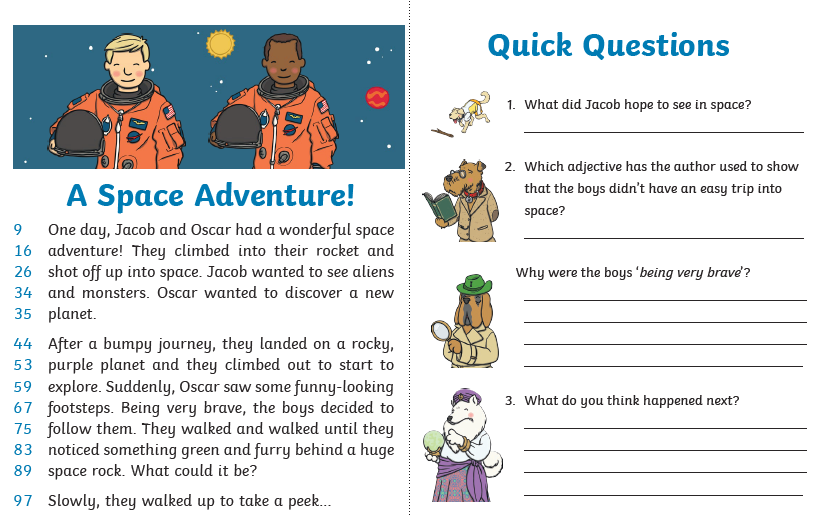 A Space Adventure!
9 One day, Jacob and Oscar had a wonderful space
16 adventure! They climbed into their rocket and
26 shot off up into space. Jacob wanted to see aliens
34 and monsters. Oscar wanted to discover a new
35 planet.
44 After a bumpy journey, they landed on a rocky,
53 purple planet and they climbed out to start to
59 explore. Suddenly, Oscar saw some funny-looking
67 footsteps. Being very brave, the boys decided to
75 follow them. They walked and walked until they
83 noticed something green and furry behind a huge
89 space rock. What could it be?
97 Slowly, they walked up to take a peek...
Quick Questions
1. What did Jacob hope to see in space?
2. Which adjective has the author used to show
that the boys didn't have an easy trip into
space?
Why were the boys 'being very brave'?
3. What do you think happened next?